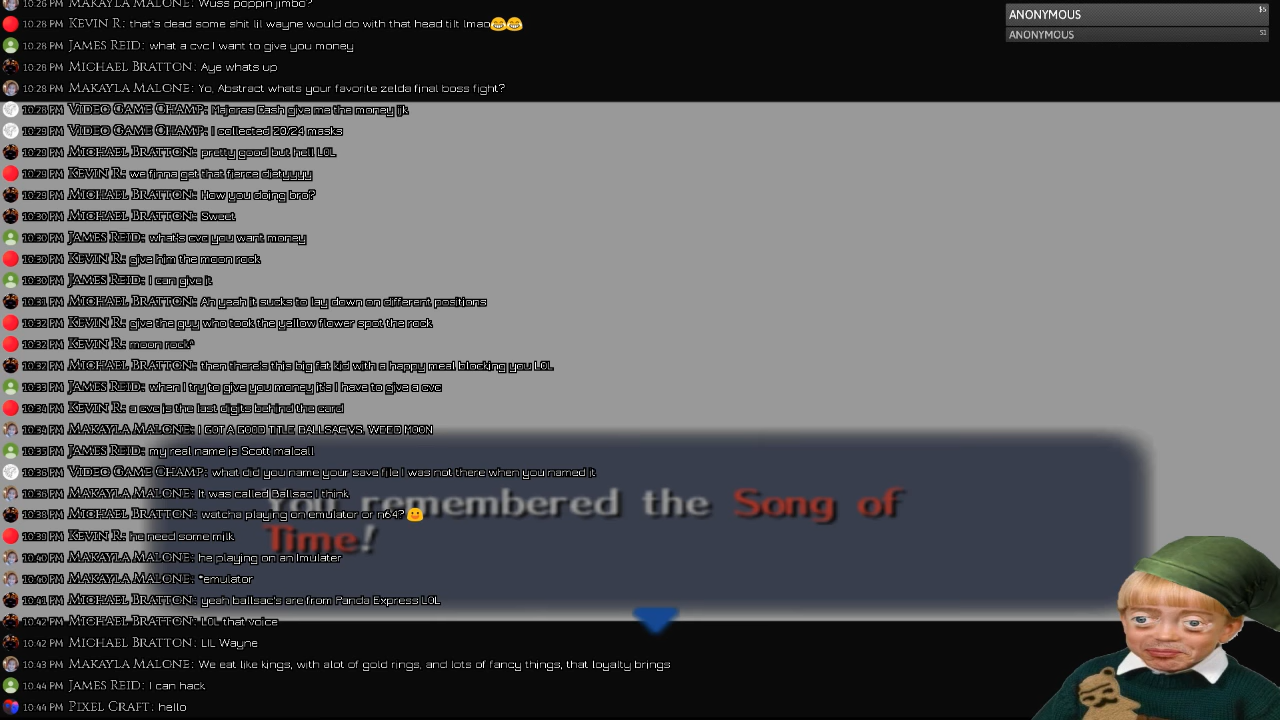 10:26 PM MAKAYLA MALONE: Wuss poppin jimbo?
10:28 PM KEVIN R: that's dead some shit lil wayne would do with that head tilt lmao😂😂
10:28 PM JAMES REID: what a cvc I want to give you money
10:28 PM MICHAEL BRATTON: Aye whats up
10:28 PM MAKAYLA MALONE: Yo, Abstract whats your favorite zelda final boss fight?
10:28 PM VIDEO GAME CHAMP: Majoras Cash give me the money ijk
10:29 PM VIDEO GAME CHAMP: I collected 20/24 masks
10:29 PM MICHAEL BRATTON: pretty good but hell LOL
10:29 PM KEVIN R: we finna get that fierce dietyyyy
10:29 PM MICHAEL BRATTON: How you doing bro?
10:30 PM MICHAEL BRATTON: Sweet
10:30 PM JAMES REID: what's cvc you want money
10:30 PM KEVIN R: give him the moon rock
10:30 PM JAMES REID: I can give it
10:31 PM MICHAEL BRATTON: Ah yeah it sucks to lay down on different positions
10:32 PM KEVIN R: give the guy who took the yellow flower spot the rock
10:32 PM KEVIN R: moon rock*
10:32 PM MICHAEL BRATTON: then there's this big fat kid with a happy meal blocking you LOL
10:33 PM JAMES REID: when I try to give you money it's I have to give a cvc
10:34 PM KEVIN R: a cvc is the last digits behind the card
10:34 PM MAKAYLA MALONE: I GOT A GOOD TITLE BALLSAC VS. WEED MOON
10:35 PM JAMES REID: my real name is Scott malcall
10:36 PM VIDEO GAME CHAMP: what did you name your save file I was not there when you named it
10:36 PM MAKAYLA MALONE: It was called Ballsac I think
10:38 PM MICHAEL BRATTON: watcha playing on emulator or n64?
10:39 PM KEVIN R: he need some milk
10:40 PM MAKAYLA MALONE: he playing on an Imulater
10:40 PM MAKAYLA MALONE: *emulator
10:41 PM MICHAEL BRATTON: yeah ballsac's are from Panda Express LOL
10:42 PM MICHAEL BRATTON: LOL that voice
10:42 PM MICHAEL BRATTON: LIL Wayne
10:43 PM MAKAYLA MALONE: We eat like kings, with alot of gold rings, and lots of fancy things, that loyalty brings
10:44 PM JAMES REID: I can hack
10:44 PM PIXEL CRAFT: hello
ANONYMOUS $5
ANONYMOUS $1
You remembered the Song of
Time!